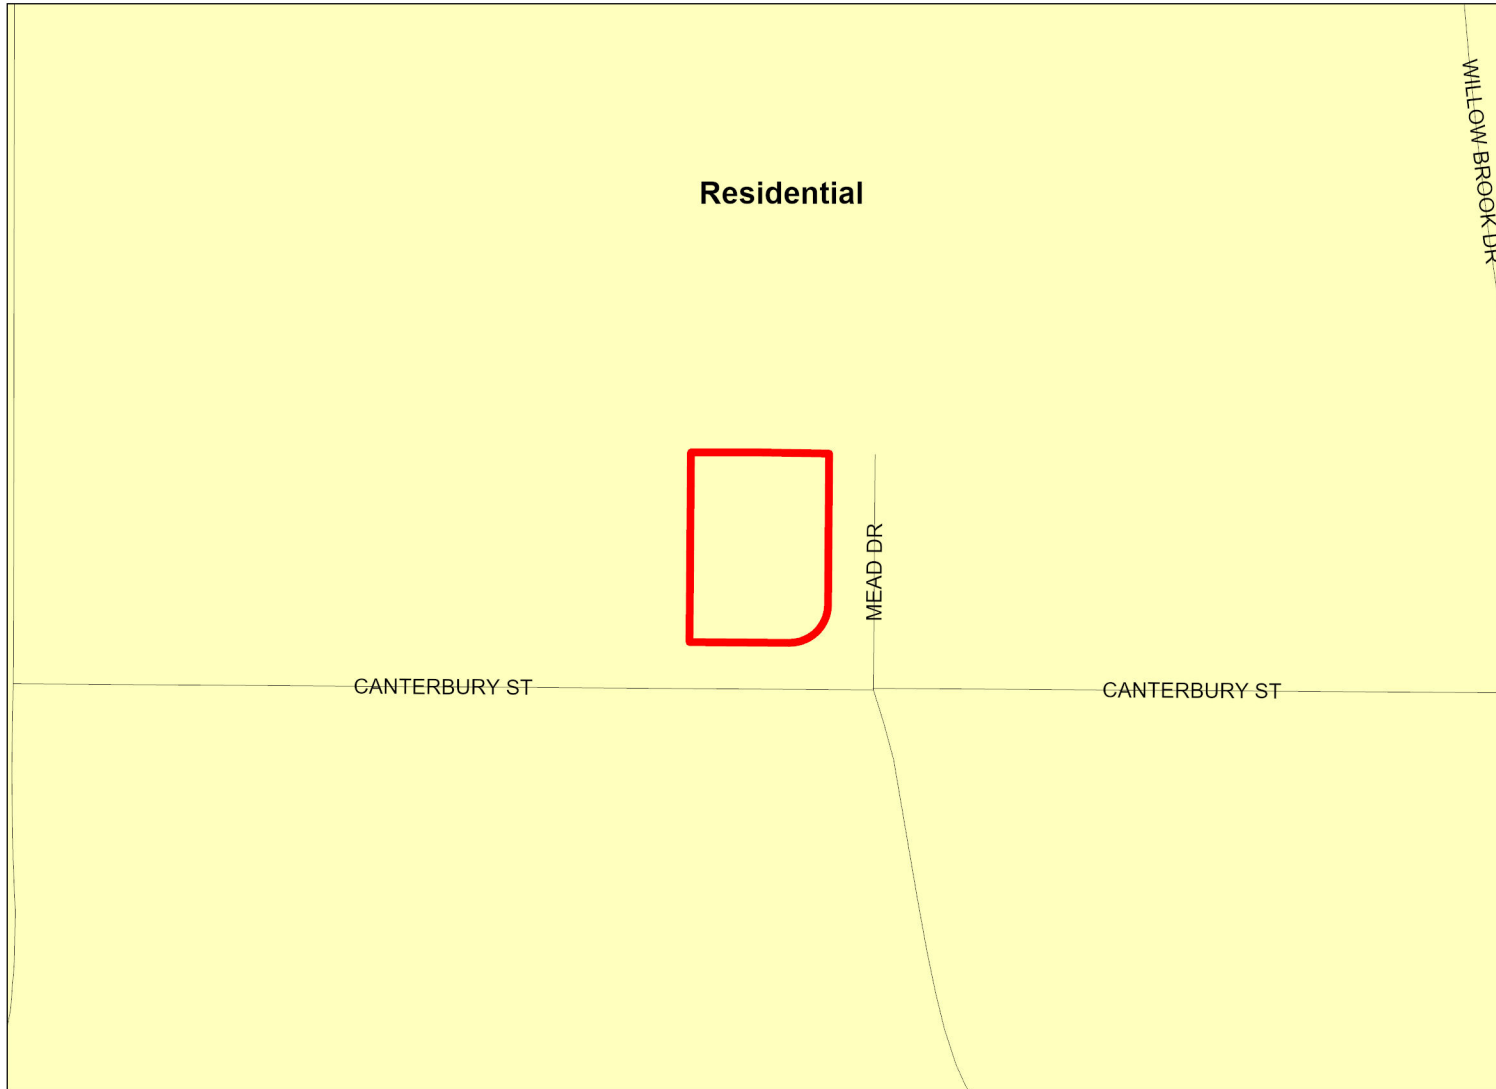 WILLOW BROOK DR
Residential
MEAD DR
CANTERBURY ST
CANTERBURY ST